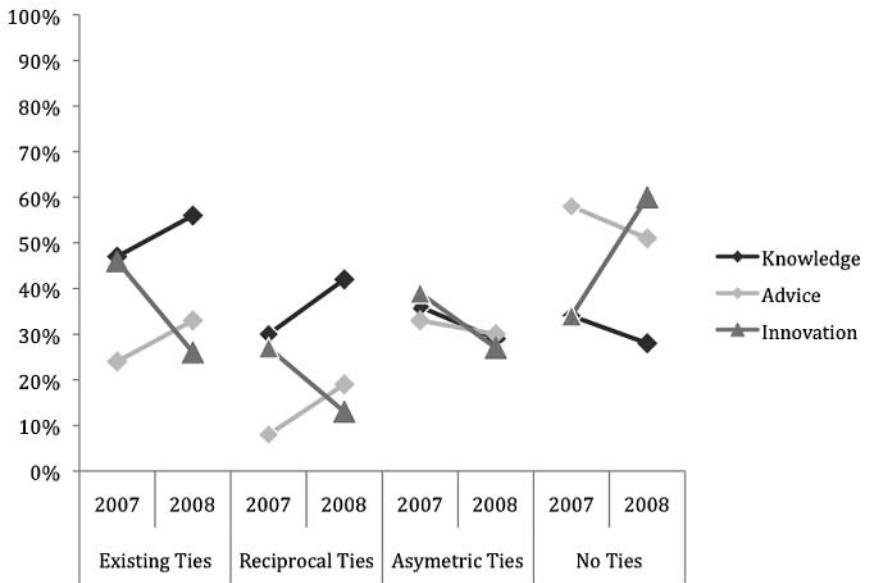 100%
90%
80%
70%
60%
50%
40%
30%
20%
10%
0%
Knowledge
Advice
Innovation
2007 2008 2007 2008 2007 2008 2007 2008
Existing Ties Reciprocal Ties Asymetric Ties No Ties